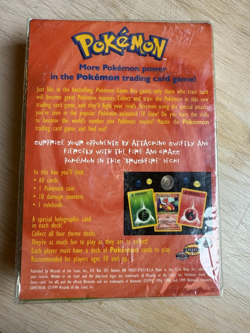 POKéMON
More Pokémon power
in the Pokémon trading card game!
Just like in the bestselling Pokémon Game Boy game, only those who train hard
will become great Pokémon masters. Collect and train the Pokémon in this new
trading card game, and they'll fight your rivals' Pokémon using the special attacks
you've seen in the popular Pokémon animated TV show! Do you have the skills
to become the world's number one Pokémon master? Master the Pokémon
trading card game and find out!
SURPRISE YOUR OPPONENTS BY ATTACKING SWIFTLY AND
FIERCELY WITH THE FIRE AND GRASS
POKéMON IN THIS BRUSHFIRE DECK!
In this box you'll find:
• 60 cards
• 1 Pokémon coin
• 10 damage counters
• 1 rulebook
A special holographic card
in each deck!
Collect all four theme decks.
They're as much fun to play as they are to collect!
Each player must have a deck of Pokémon cards to play.
Recommended for players ages 10 and up.